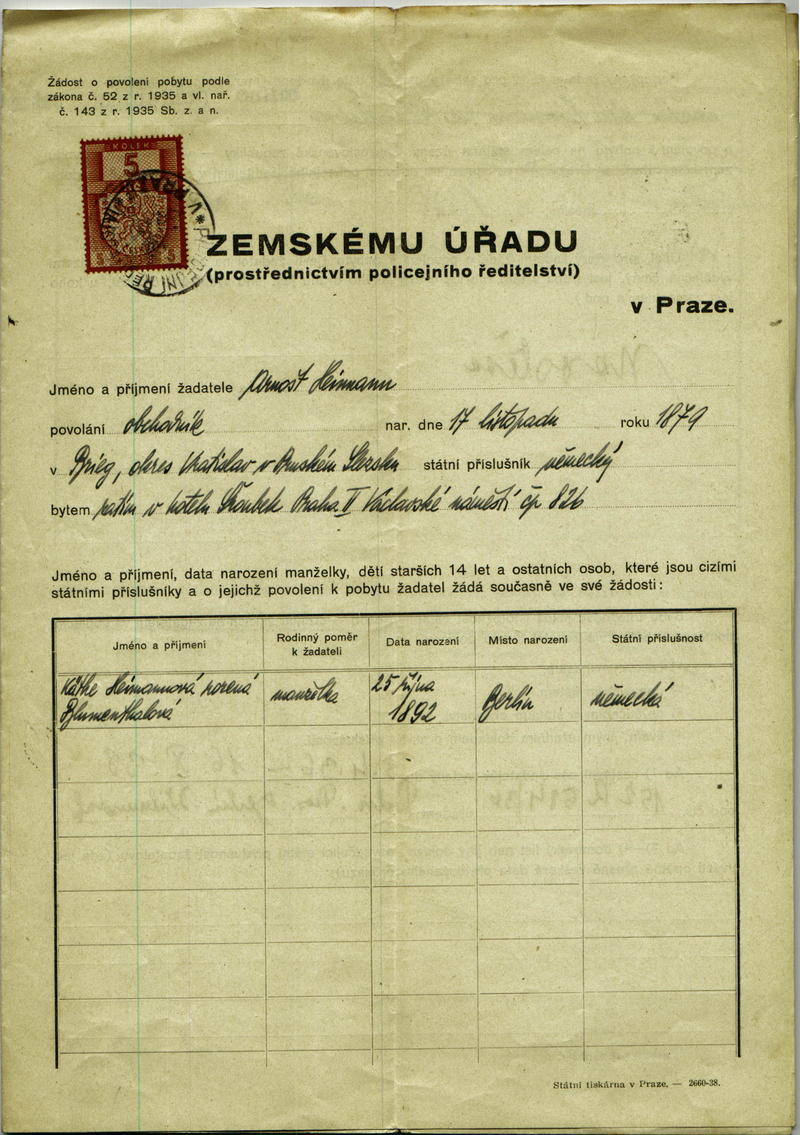 Žádost o povolení pobytu podle
zákona č. 52 z r. 1935 a vl. nař.
č. 143 z r. 1935 Sb. z. a n.
KOLEK
5
ZEMSKÉMU ÚŘADU
(prostřednictvím policejního ředitelství)
v Praze.
Jméno a příjmení žadatele Arnošt Heimann
povolání obchodník nar. dne 17 listopadu roku 1879
v Brieg, okres Vratislav v Pruském Slezsku státní příslušník německý
bytem zatím v hotelu Šroubek Praha II Václavské náměstí čp 826
Jméno a příjmení, data narození manželky, dětí starších 14 let a ostatních osob, které jsou cizími
státními příslušníky a o jejichž povolení k pobytu žadatel žádá současně ve své žádosti:
Jméno a příjmení Rodinný poměr k žadateli Data narození Místo narození Státní příslušnost
Käthe Heimannová rozená manželka 25 října Berlín německá
Blumenthalová 1892
Státní tiskárna v Praze. — 2660-38.